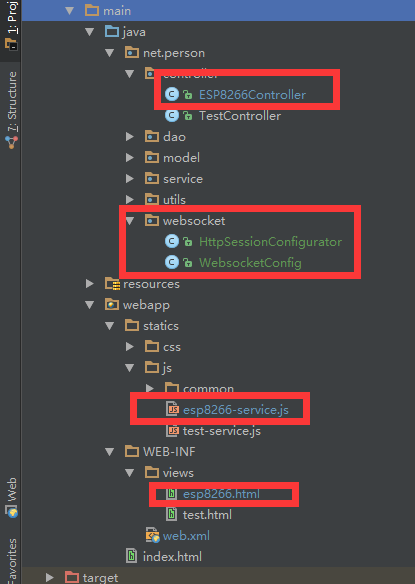 main
java
net.person
controller
ESP8266Controller
TestController
dao
model
service
utils
websocket
HttpSessionConfigurator
WebsocketConfig
resources
webapp
statics
css
js
common
esp8266-service.js
test-service.js
WEB-INF
views
esp8266.html
test.html
web.xml
index.html
target
1: Proj
7: Structure
Web
Favorites